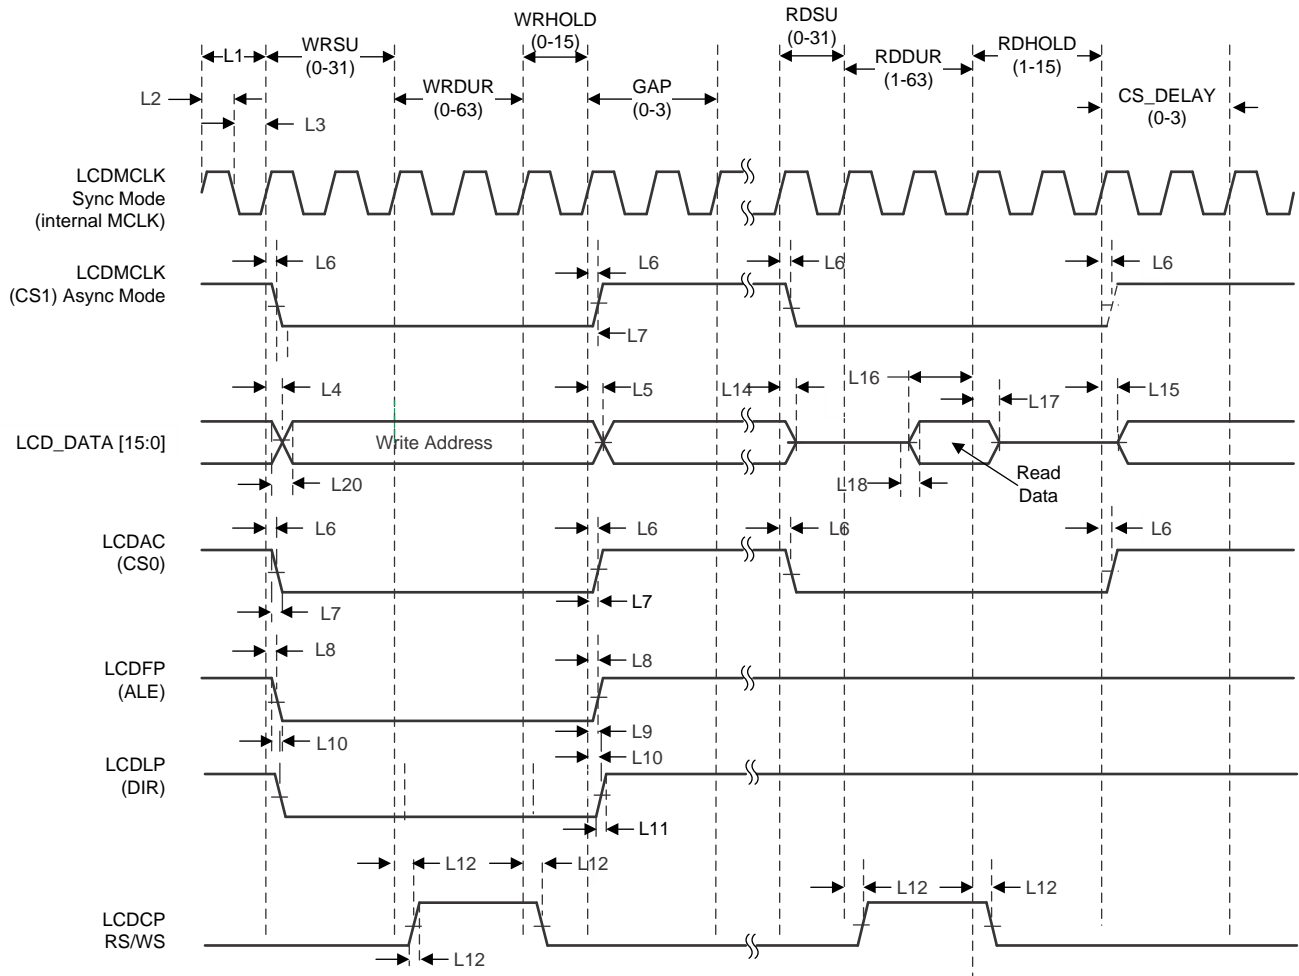 WRHOLD
(0-15)
RDSU
(0-31)
L1
WRSU
(0-31)
RDDUR
(1-63)
RDHOLD
(1-15)
L2
WRDUR
(0-63)
GAP
(0-3)
CS_DELAY
(0-3)
L3
LCDMCLK
Sync Mode
(internal MCLK)
LCDMCLK
(CS1) Async Mode
L6
L6
L6
L6
L7
L4
L5
L14
L16
L17
L15
LCD_DATA [15:0]
Write Address
L20
L18
Read
Data
LCDAC
(CS0)
L6
L6
L6
L6
L7
L7
LCDFP
(ALE)
L8
L8
L10
L9
L10
LCDLP
(DIR)
L11
L12
L12
L12
L12
LCDCP
RS/WS
L12